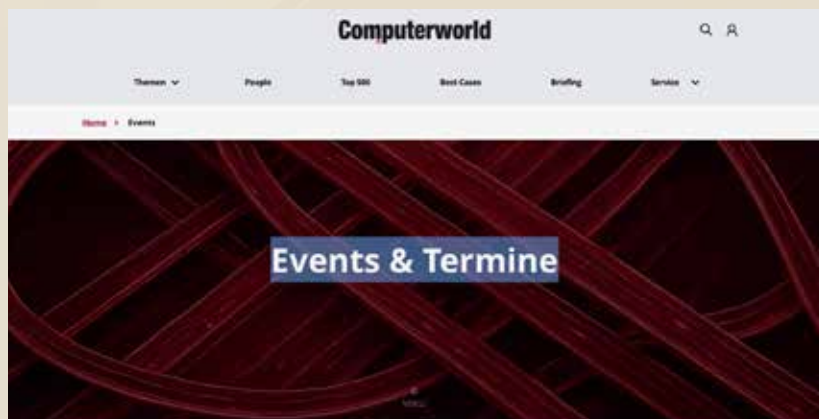 Computerworld
Themen People Top 500 Best Cases Briefing Service
Home › Events
Events & Termine